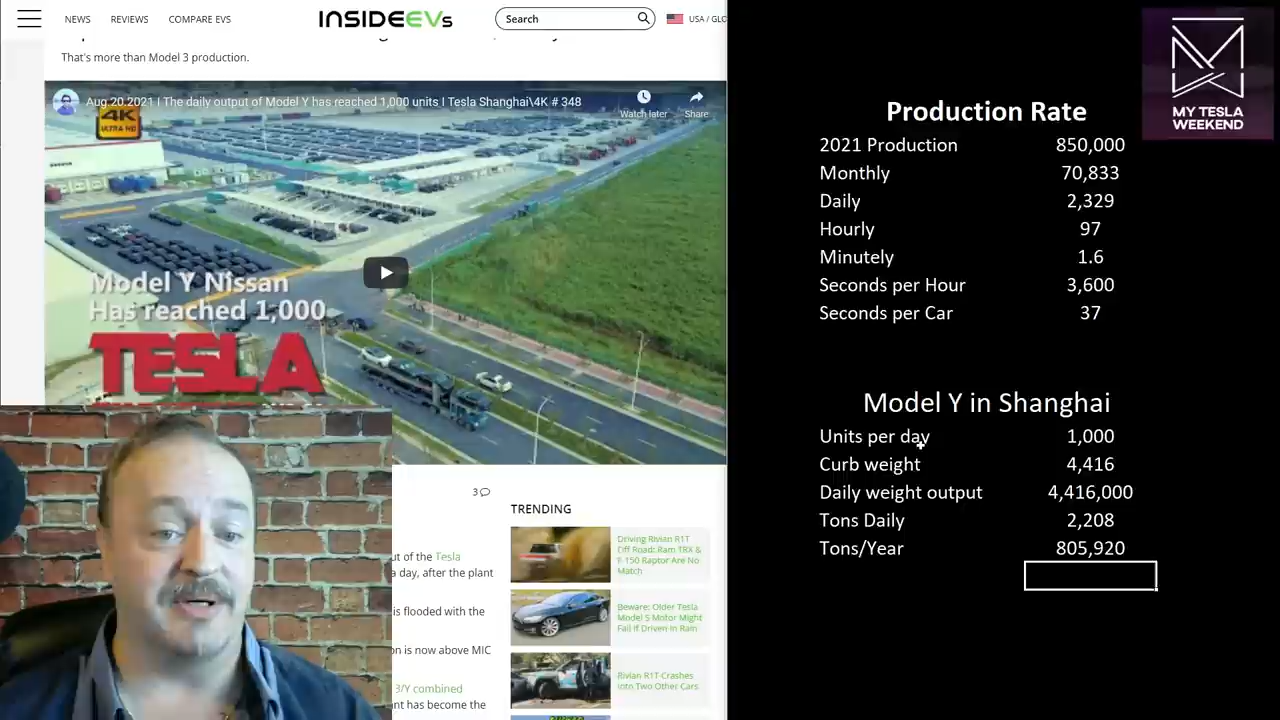 NEWS
REVIEWS
COMPARE EVS
INSIDEEVs
Search
USA / GLO
That's more than Model 3 production.
Aug.20.2021 I The daily output of Model Y has reached 1,000 units I Tesla Shanghai\4K # 348
4K
ULTRA HD
Watch later
Share
Model Y Nissan
Has reached 1,000
TESLA
3
TRENDING
Driving Rivian R1T
Off Road: Ram TRX &
F-150 Raptor Are No
Match
Beware: Older Tesla
Model S Motor Might
Fail If Driven In Rain
Rivian R1T Crashes
Into Two Other Cars
ut of the Tesla
a day, after the plant
is flooded with the
on is now above MIC
3/Y combined
nt has become the
MY TESLA
WEEKEND
Production Rate
2021 Production 850,000
Monthly 70,833
Daily 2,329
Hourly 97
Minutely 1.6
Seconds per Hour 3,600
Seconds per Car 37
Model Y in Shanghai
Units per day 1,000
Curb weight 4,416
Daily weight output 4,416,000
Tons Daily 2,208
Tons/Year 805,920